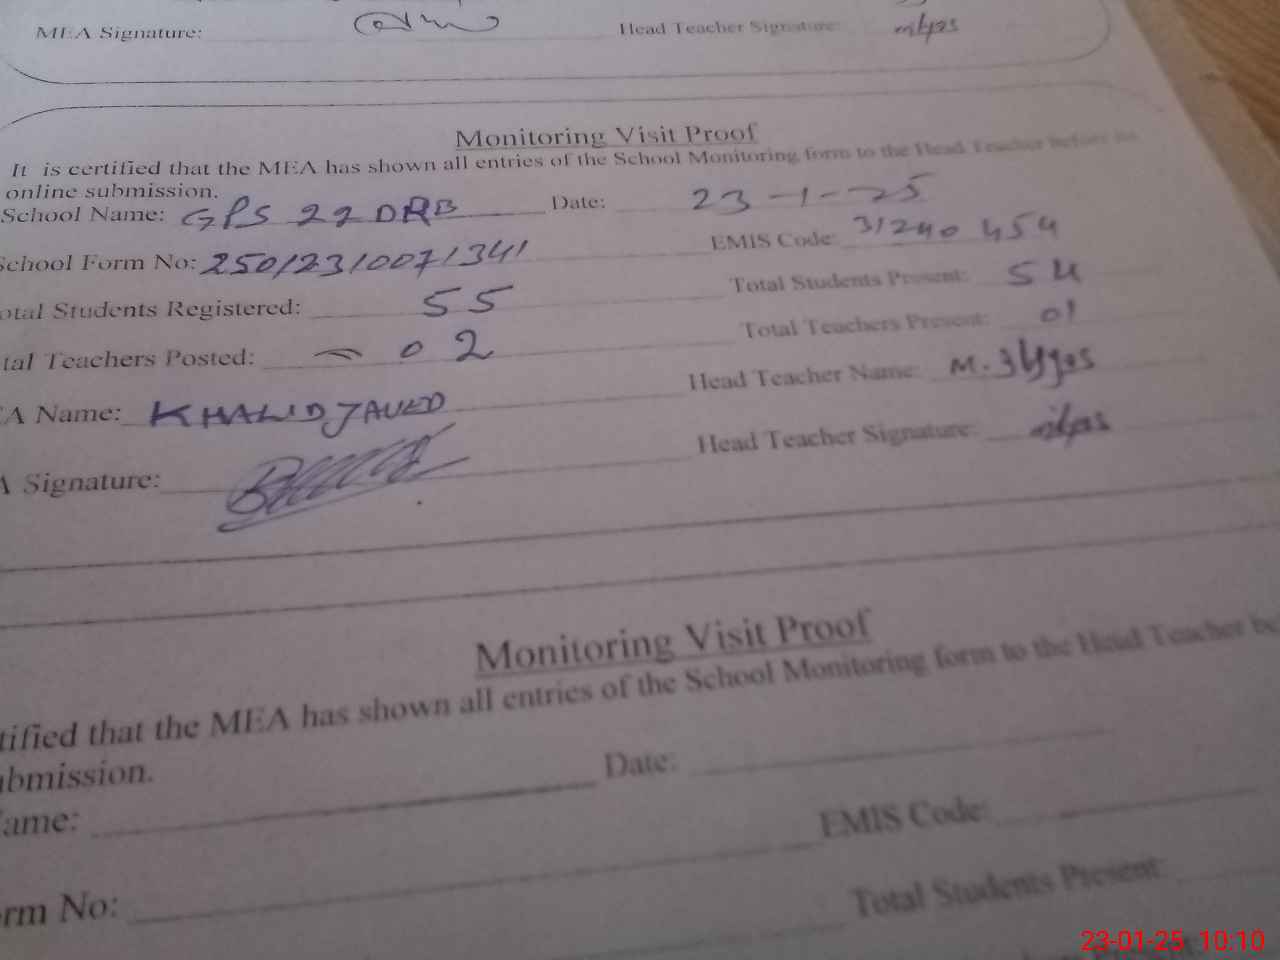 MEA Signature: Head Teacher Signature:
Monitoring Visit Proof
It is certified that the MEA has shown all entries of the School Monitoring form to the Head Teacher before its
online submission.
School Name: GPS 22 DRB Date: 23-1-25
School Form No: 25012310071341 EMIS Code: 31240454
otal Students Registered: 55 Total Students Present: 54
tal Teachers Posted: 02 Total Teachers Present: 01
EA Name: KHALID JAVED Head Teacher Name: M.
A Signature: Head Teacher Signature:
Monitoring Visit Proof
tified that the MEA has shown all entries of the School Monitoring form to the Head Teacher be
ubmission.
ame: Date:
rm No: EMIS Code:
Total Students Present:
Present:
23-01-25 10:10